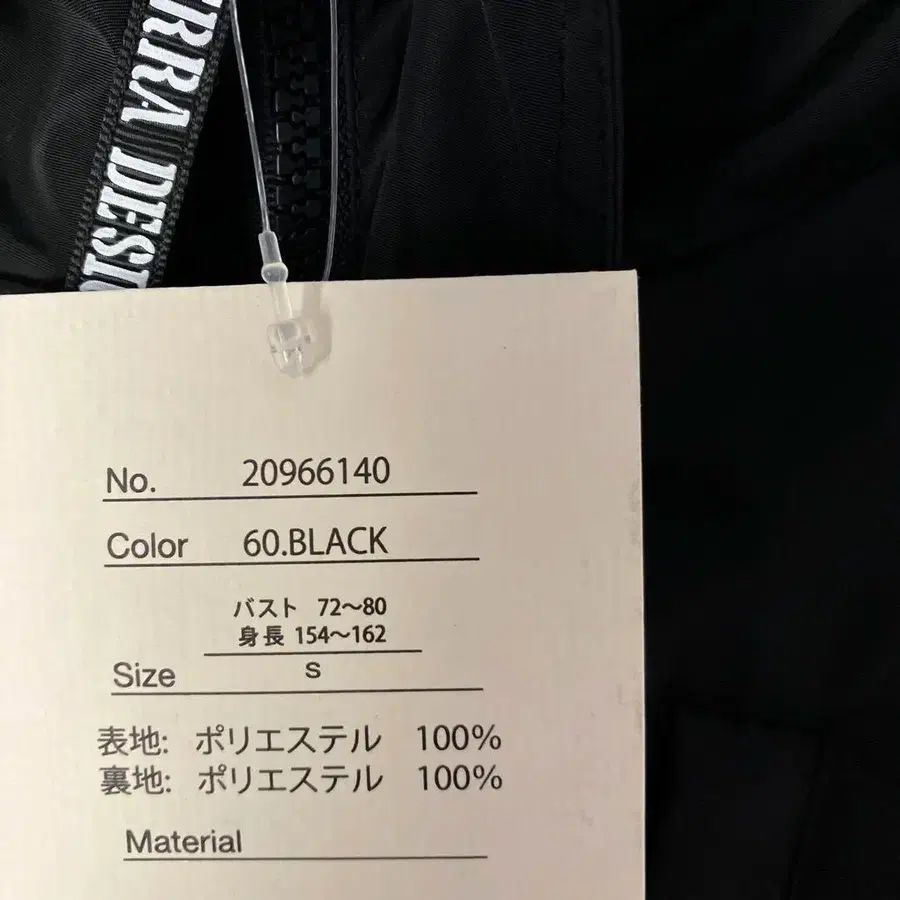 RRA DESI
No. 20966140
Color 60.BLACK
バスト 72〜80
身長 154〜162
Size S
表地: ポリエステル 100%
裏地: ポリエステル 100%
Material